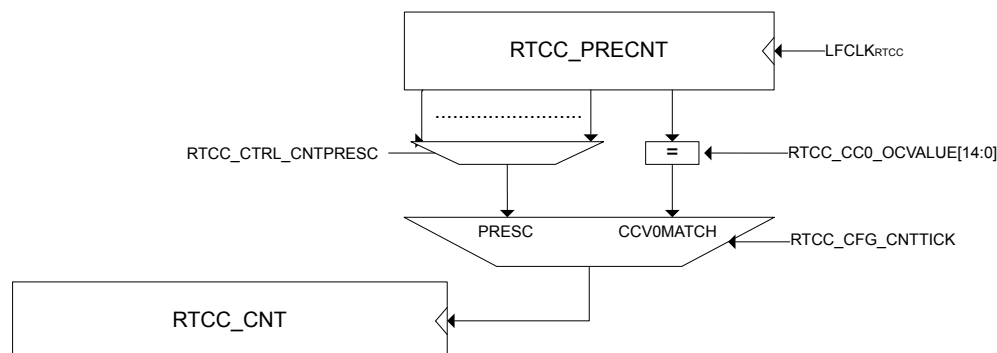 RTCC_PRECNT
LFCLKRTCC
RTCC_CTRL_CNTPRESC
=
RTCC_CC0_OCVALUE[14:0]
PRESC
CCV0MATCH
RTCC_CFG_CNTTICK
RTCC_CNT